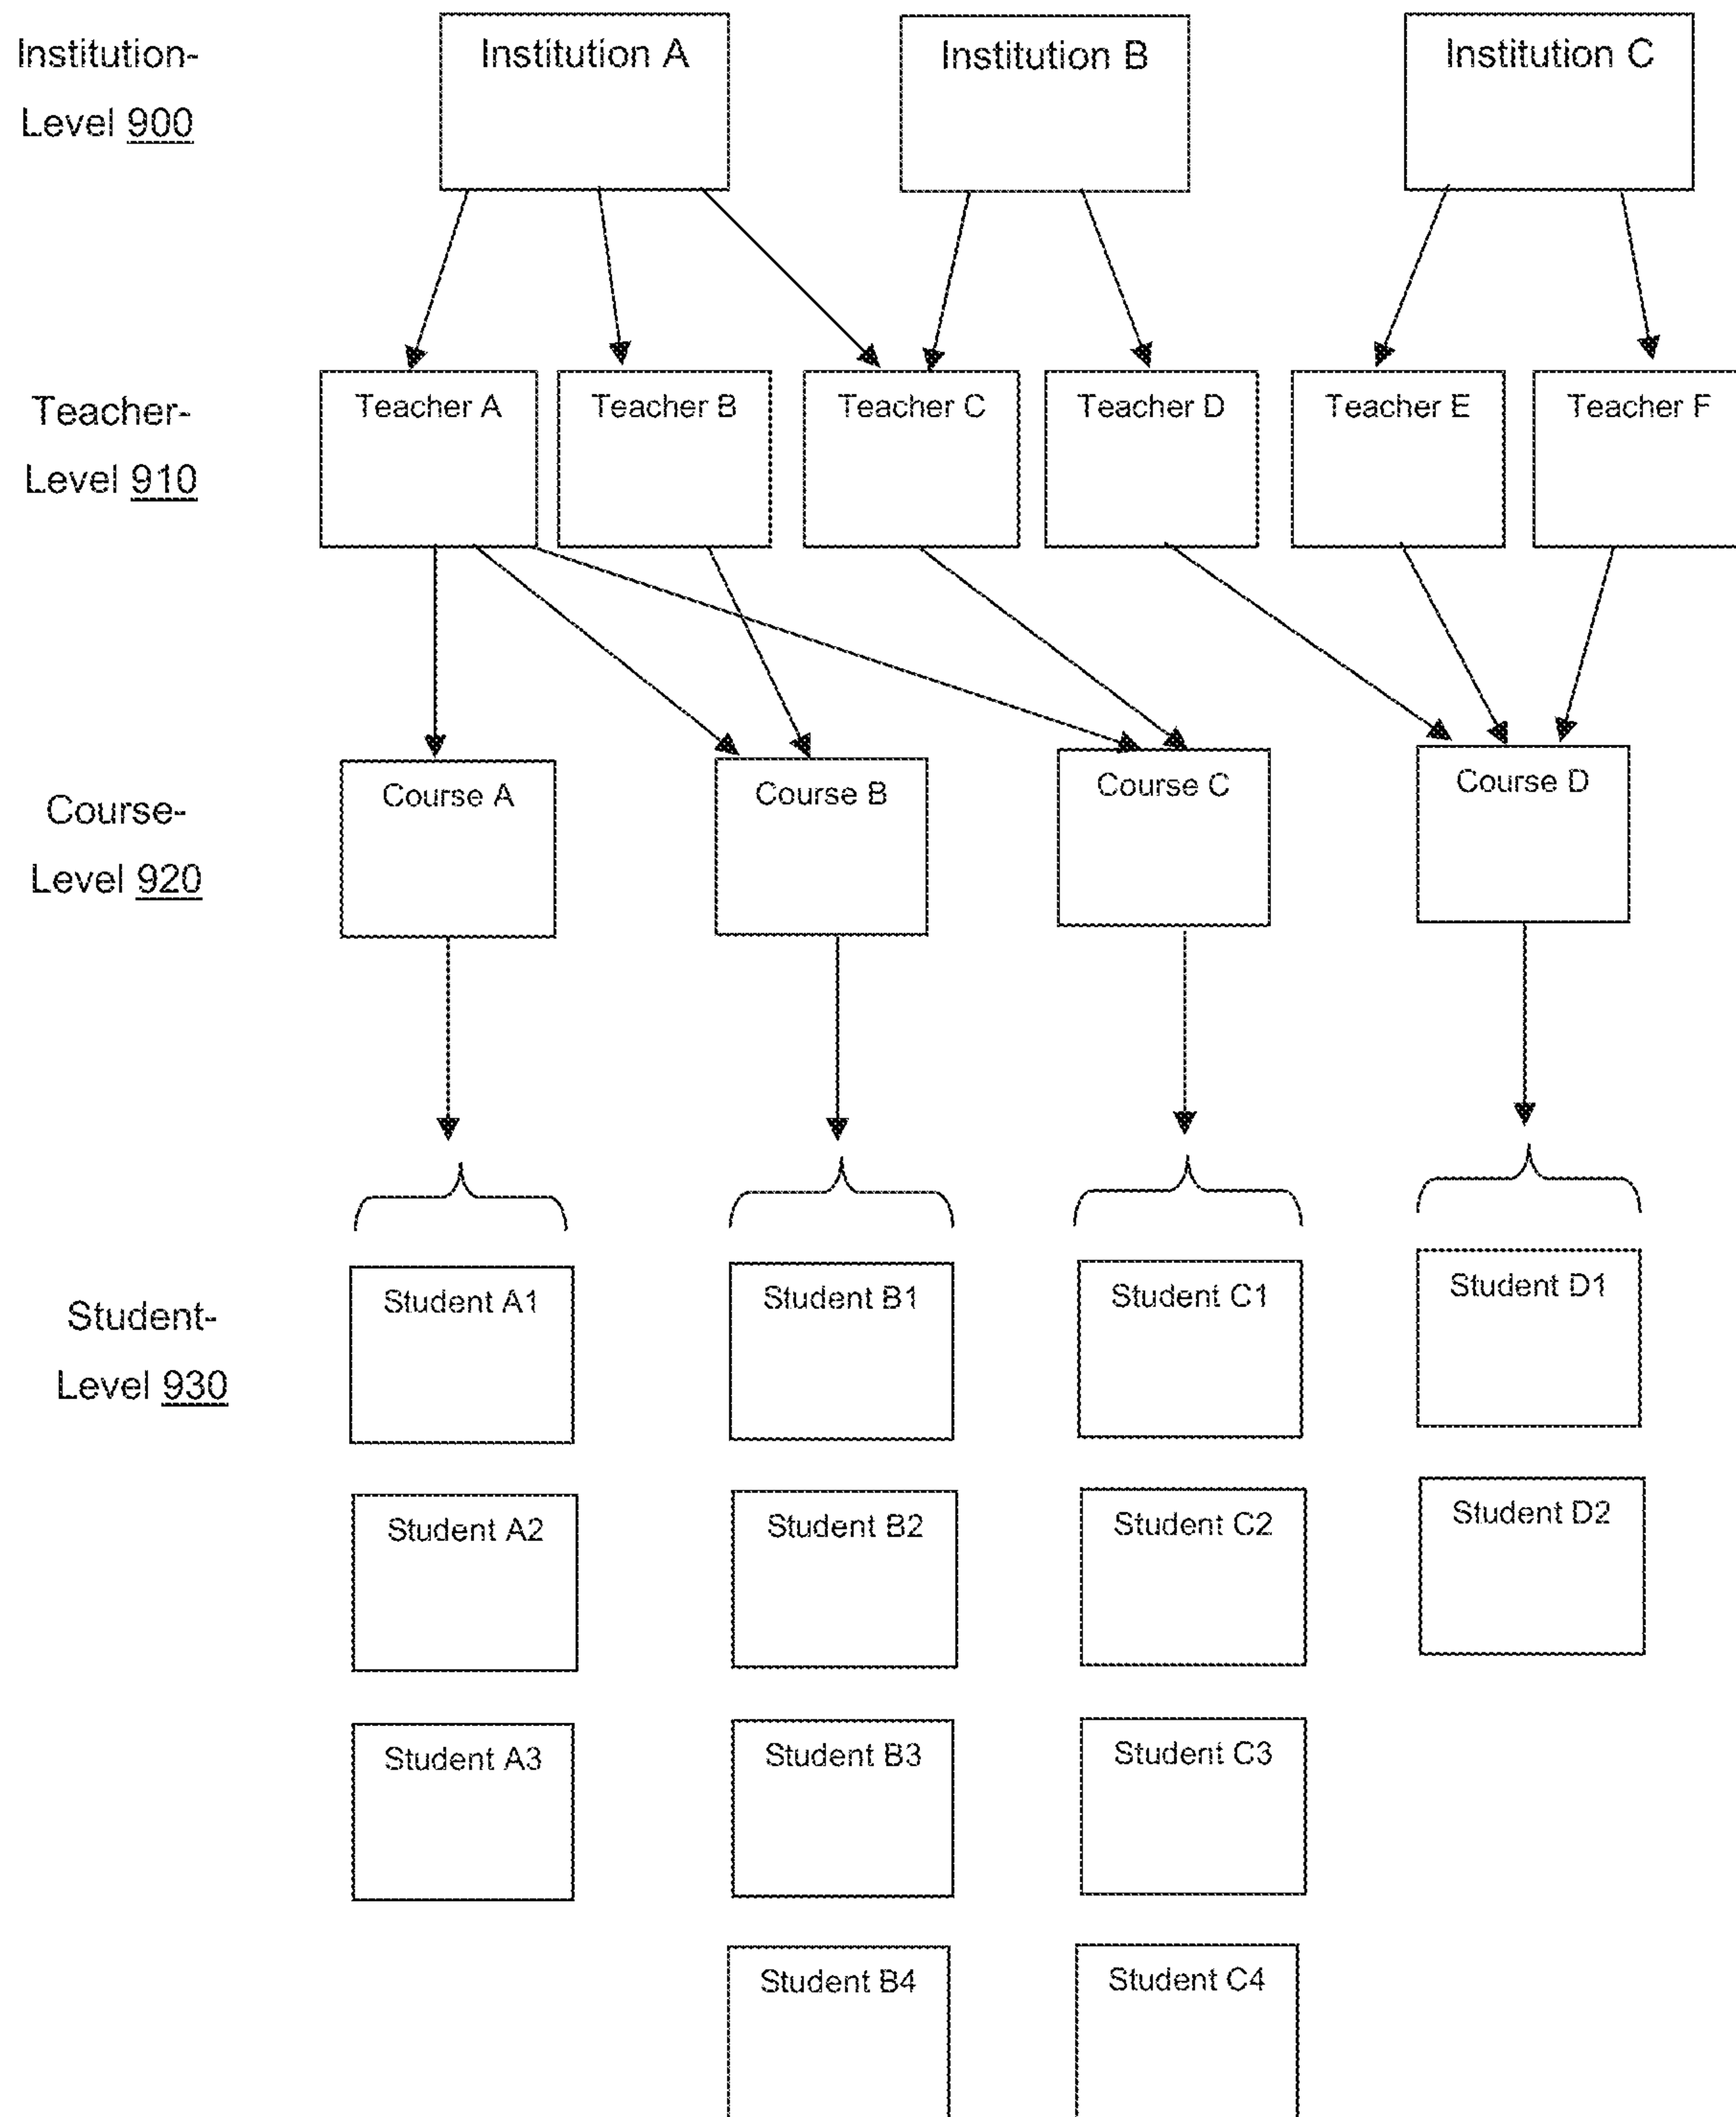 Institution-
Level 900
Institution A
Institution B
Institution C
Teacher-
Level 910
Teacher A
Teacher B
Teacher C
Teacher D
Teacher E
Teacher F
Course-
Level 920
Course A
Course B
Course C
Course D
Student-
Level 930
Student A1
Student B1
Student C1
Student D1
Student A2
Student B2
Student C2
Student D2
Student A3
Student B3
Student C3
Student B4
Student C4